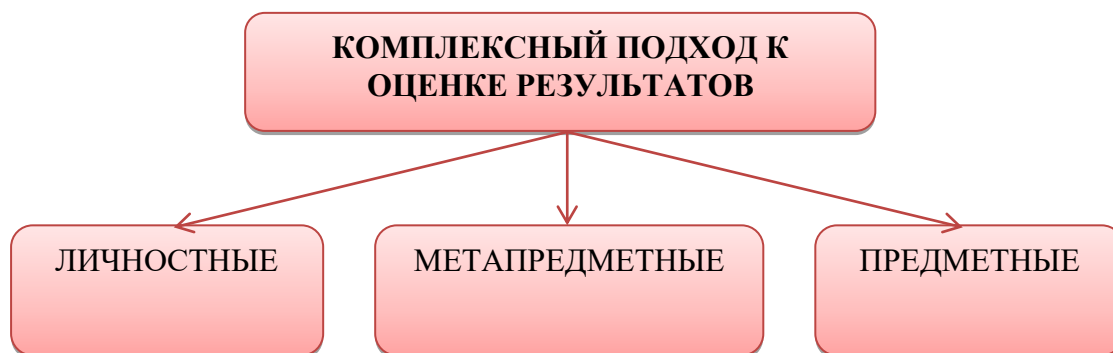 КОМПЛЕКСНЫЙ ПОДХОД К
ОЦЕНКЕ РЕЗУЛЬТАТОВ
ЛИЧНОСТНЫЕ
МЕТАПРЕДМЕТНЫЕ
ПРЕДМЕТНЫЕ